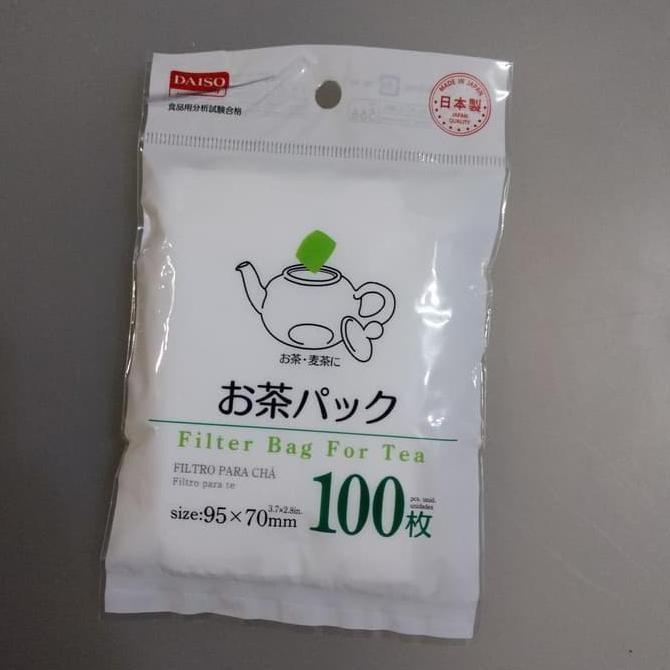 DAISO
食品用分析試験合格
MADE IN JAPAN
日本製
JAPAN QUALITY
お茶・麦茶に
お茶パック
Filter Bag For Tea
FILTRO PARA CHÁ
Filtro para te
size:95×70mm
3.7×2.8in.
100枚
pcs. unid.
unidades